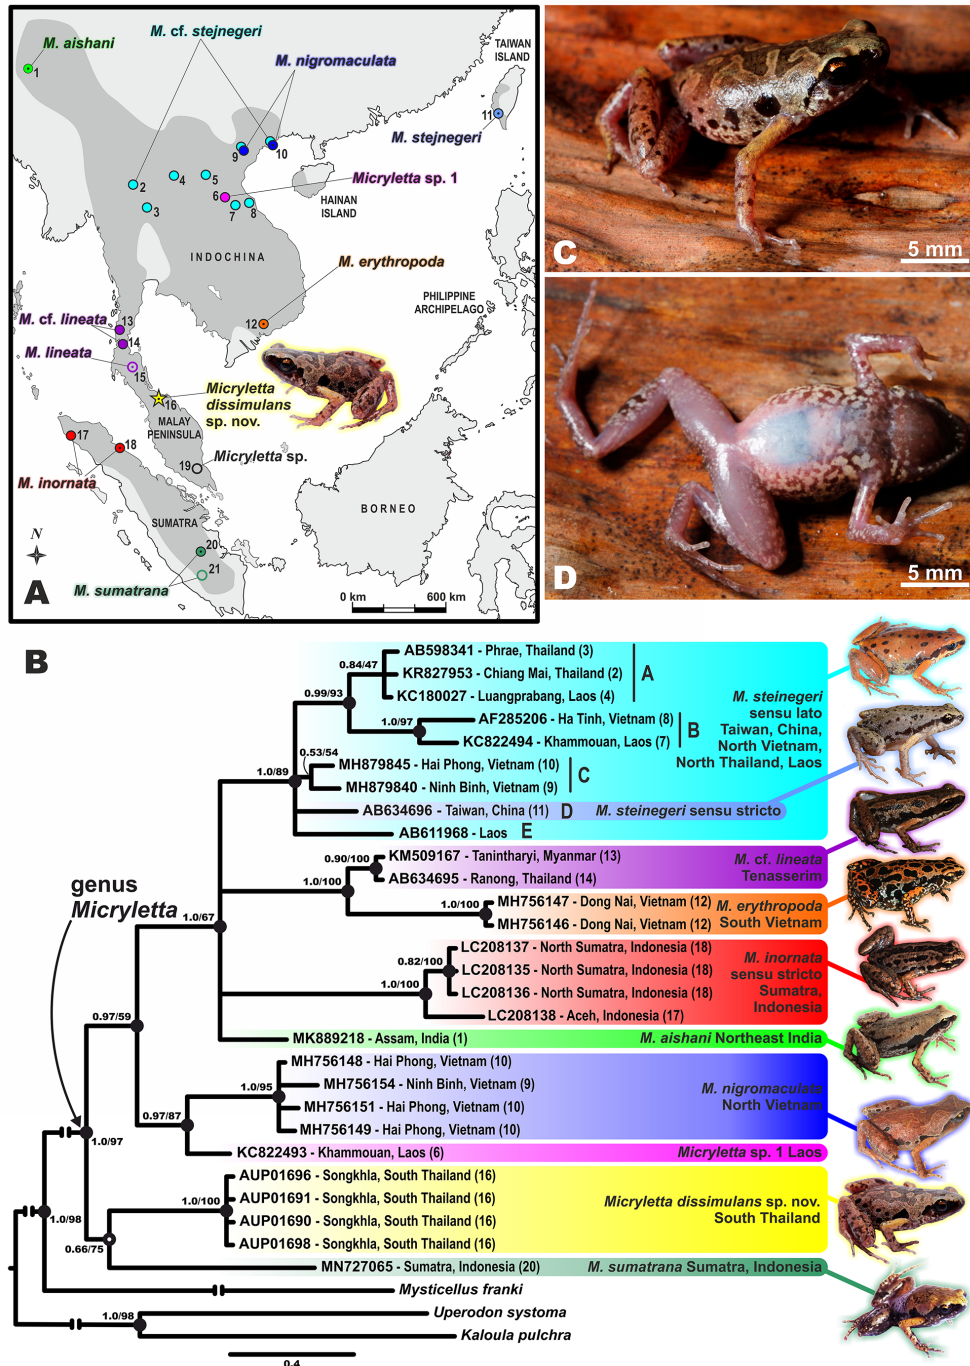 M. aishani
1
M. cf. stejnegeri
M. nigromaculata
TAIWAN
ISLAND
11
M. stejnegeri
9
10
2
4
5
3
6
7
8
Micryletta sp. 1
HAINAN
ISLAND
INDOCHINA
M. erythropoda
PHILIPPINE
ARCHIPELAGO
12
M. cf. lineata
13
14
M. lineata
15
16
Micryletta
dissimulans
sp. nov.
MALAY
PENINSULA
17
18
19
Micryletta sp.
M. inornata
BORNEO
SUMATRA
N
20
21
M. sumatrana
A
0 km
600 km
C
5 mm
D
5 mm
B
AB598341 - Phrae, Thailand (3)
0.84/47
KR827953 - Chiang Mai, Thailand (2)
A
KC180027 - Luangprabang, Laos (4)
0.99/93
AF285206 - Ha Tinh, Vietnam (8)
1.0/97
B
KC822494 - Khammouan, Laos (7)
M. steinegeri
sensu lato
Taiwan, China,
North Vietnam,
North Thailand, Laos
0.53/54
MH879845 - Hai Phong, Vietnam (10)
C
MH879840 - Ninh Binh, Vietnam (9)
1.0/89
AB634696 - Taiwan, China (11)
D
M. steinegeri sensu stricto
AB611968 - Laos
E
KM509167 - Tanintharyi, Myanmar (13)
0.90/100
AB634695 - Ranong, Thailand (14)
M. cf. lineata
Tenasserim
1.0/100
MH756147 - Dong Nai, Vietnam (12)
1.0/100
MH756146 - Dong Nai, Vietnam (12)
M. erythropoda
South Vietnam
genus
Micryletta
1.0/67
LC208137 - North Sumatra, Indonesia (18)
0.82/100
LC208135 - North Sumatra, Indonesia (18)
LC208136 - North Sumatra, Indonesia (18)
1.0/100
LC208138 - Aceh, Indonesia (17)
M. inornata
sensu stricto
Sumatra,
Indonesia
0.97/59
MK889218 - Assam, India (1)
M. aishani Northeast India
MH756148 - Hai Phong, Vietnam (10)
1.0/95
MH756154 - Ninh Binh, Vietnam (9)
MH756151 - Hai Phong, Vietnam (10)
MH756149 - Hai Phong, Vietnam (10)
M. nigromaculata
North Vietnam
0.97/87
1.0/97
KC822493 - Khammouan, Laos (6)
Micryletta sp. 1 Laos
AUP01696 - Songkhla, South Thailand (16)
1.0/100
AUP01691 - Songkhla, South Thailand (16)
AUP01690 - Songkhla, South Thailand (16)
AUP01698 - Songkhla, South Thailand (16)
Micryletta dissimulans sp. nov.
South Thailand
1.0/98
0.66/75
MN727065 - Sumatra, Indonesia (20)
M. sumatrana Sumatra, Indonesia
Mysticellus franki
Uperodon systoma
1.0/98
Kaloula pulchra
0.4